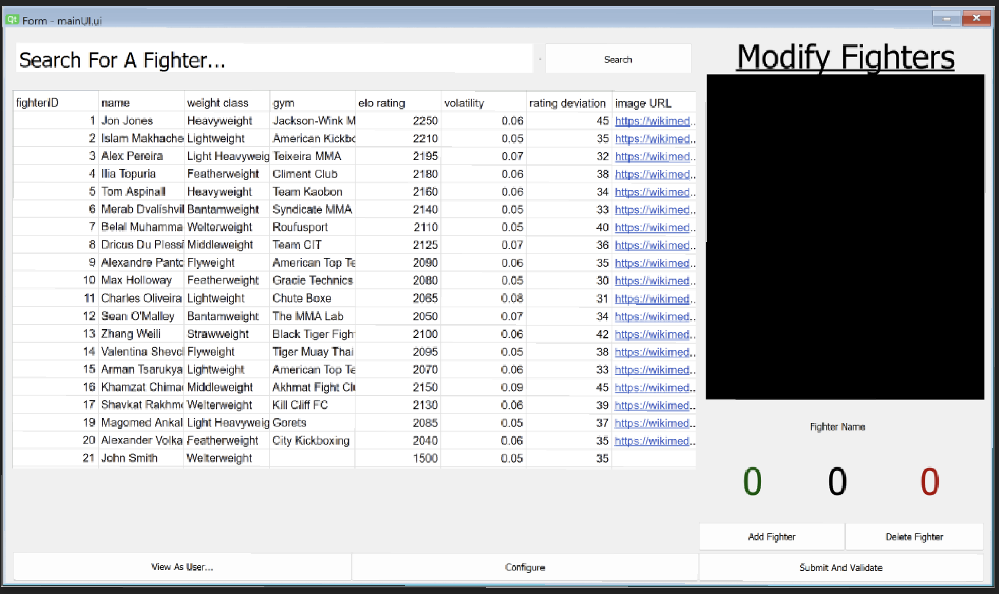 Form - mainUI.ui
Search For A Fighter...
Search
Modify Fighters
fighterID name weight class gym elo rating volatility rating deviation image URL
1 Jon Jones Heavyweight Jackson-Wink M 2250 0.06 45 https://wikimed...
2 Islam Makhache Lightweight American Kickbo 2210 0.05 35 https://wikimed...
3 Alex Pereira Light Heavyweig Teixeira MMA 2195 0.07 32 https://wikimed...
4 Ilia Topuria Featherweight Climent Club 2180 0.06 38 https://wikimed...
5 Tom Aspinall Heavyweight Team Kaobon 2160 0.06 34 https://wikimed...
6 Merab Dvalishvil Bantamweight Syndicate MMA 2140 0.05 33 https://wikimed...
7 Belal Muhamma Welterweight Roufusport 2110 0.05 40 https://wikimed...
8 Dricus Du Plessi Middleweight Team CIT 2125 0.07 36 https://wikimed...
9 Alexandre Panto Flyweight American Top Te 2090 0.06 35 https://wikimed...
10 Max Holloway Featherweight Gracie Technics 2080 0.05 30 https://wikimed...
11 Charles Oliveira Lightweight Chute Boxe 2065 0.08 31 https://wikimed...
12 Sean O'Malley Bantamweight The MMA Lab 2050 0.07 34 https://wikimed...
13 Zhang Weili Strawweight Black Tiger Figh 2100 0.06 42 https://wikimed...
14 Valentina Shevc Flyweight Tiger Muay Thai 2095 0.05 38 https://wikimed...
15 Arman Tsarukya Lightweight American Top Te 2070 0.06 33 https://wikimed...
16 Khamzat Chima Middleweight Akhmat Fight Cl 2150 0.09 45 https://wikimed...
17 Shavkat Rakhmo Welterweight Kill Cliff FC 2130 0.06 39 https://wikimed...
19 Magomed Ankal Light Heavyweig Gorets 2085 0.05 37 https://wikimed...
20 Alexander Volka Featherweight City Kickboxing 2040 0.06 35 https://wikimed...
21 John Smith Welterweight 1500 0.05 35
Fighter Name
0 0 0
Add Fighter
Delete Fighter
View As User...
Configure
Submit And Validate